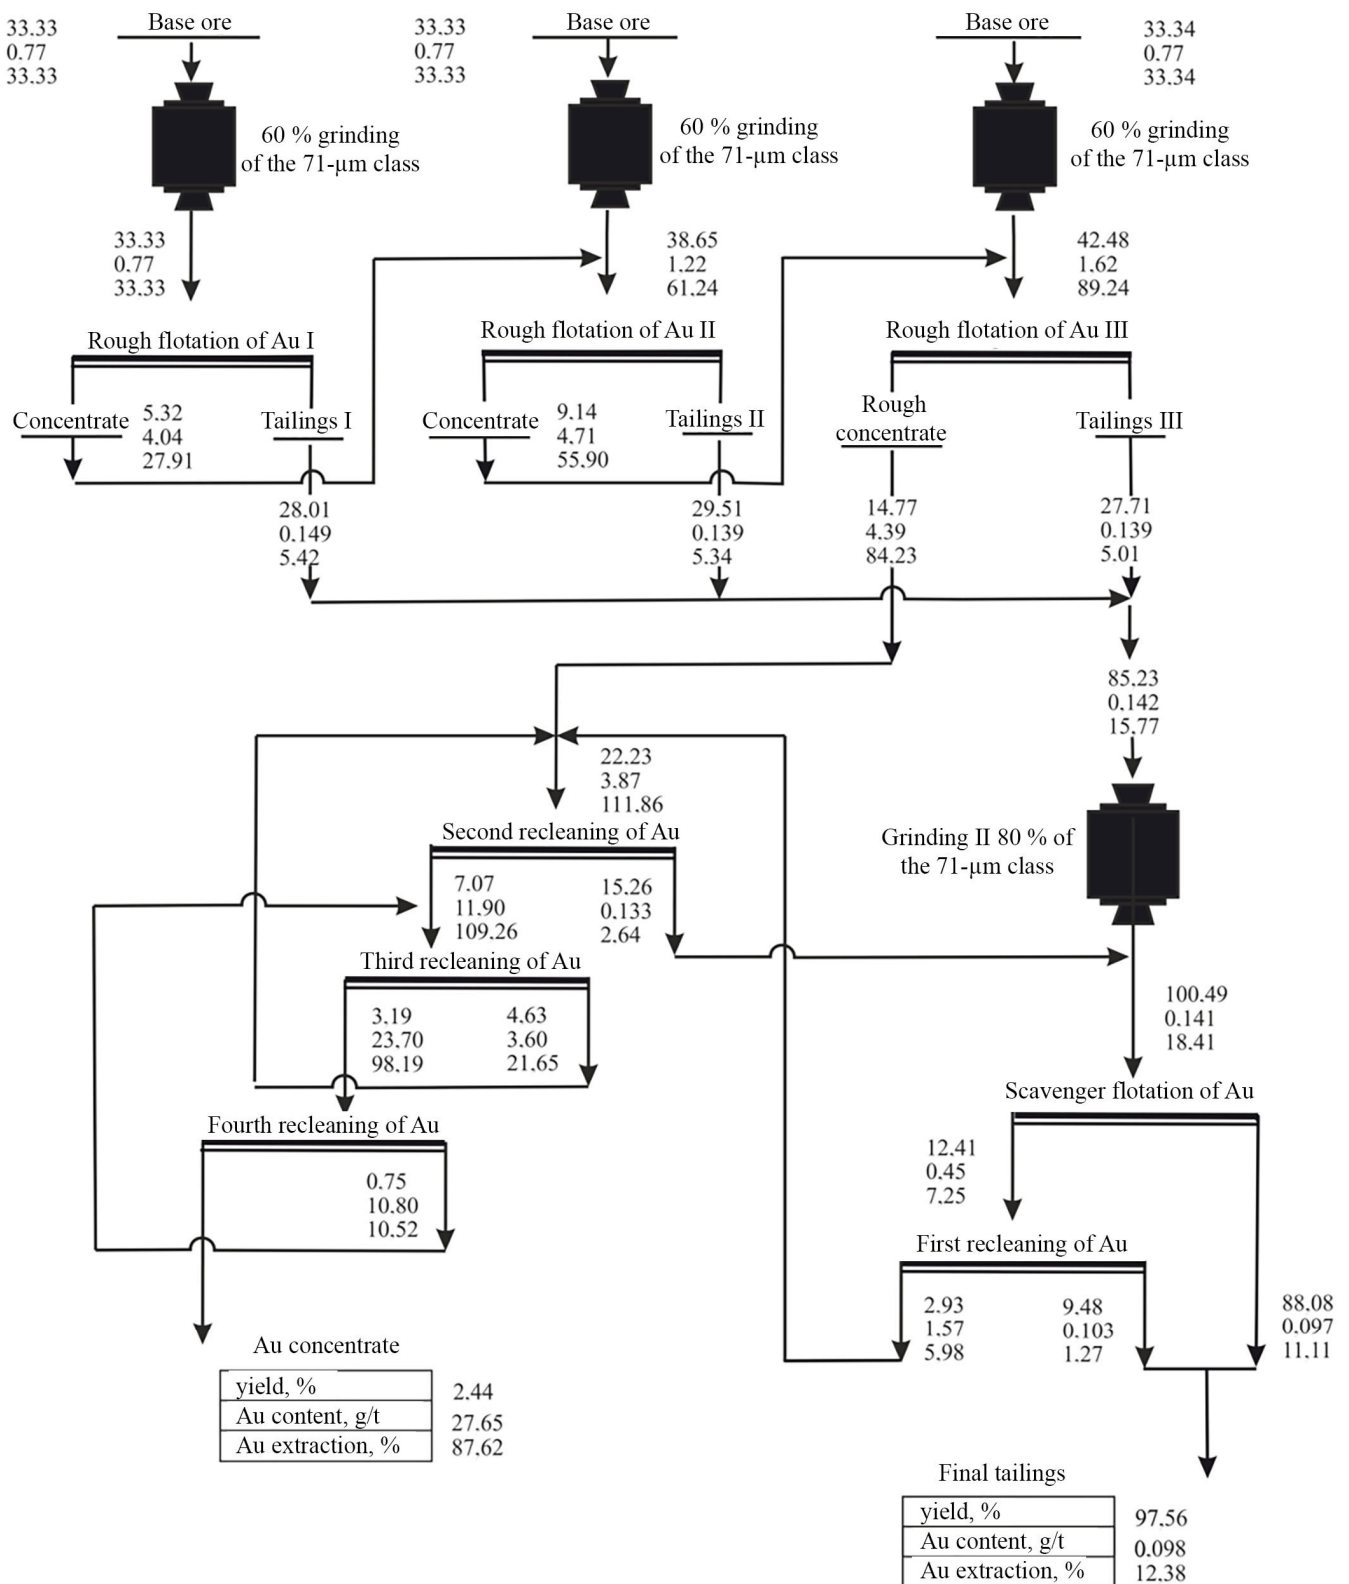 33.33
0.77
33.33
Base ore
33.33
0.77
33.33
Base ore
Base ore
33.34
0.77
33.34
60 % grinding
of the 71-µm class
60 % grinding
of the 71-µm class
60 % grinding
of the 71-µm class
33.33
0.77
33.33
38.65
1.22
61.24
42.48
1.62
89.24
Rough flotation of Au I
Rough flotation of Au II
Rough flotation of Au III
Concentrate
5.32
4.04
27.91
Tailings I
Concentrate
9.14
4.71
55.90
Tailings II
Rough
concentrate
Tailings III
28.01
0.149
5.42
29.51
0.139
5.34
14.77
4.39
84.23
27.71
0.139
5.01
85.23
0.142
15.77
22.23
3.87
111.86
Second recleaning of Au
Grinding II 80 % of
the 71-µm class
7.07
11.90
109.26
15.26
0.133
2.64
Third recleaning of Au
3.19
23.70
98.19
4.63
3.60
21.65
100.49
0.141
18.41
Scavenger flotation of Au
Fourth recleaning of Au
0.75
10.80
10.52
12.41
0.45
7.25
First recleaning of Au
2.93
1.57
5.98
9.48
0.103
1.27
88.08
0.097
11.11
Au concentrate
yield, % 2.44
Au content, g/t 27.65
Au extraction, % 87.62
Final tailings
yield, % 97.56
Au content, g/t 0.098
Au extraction, % 12.38